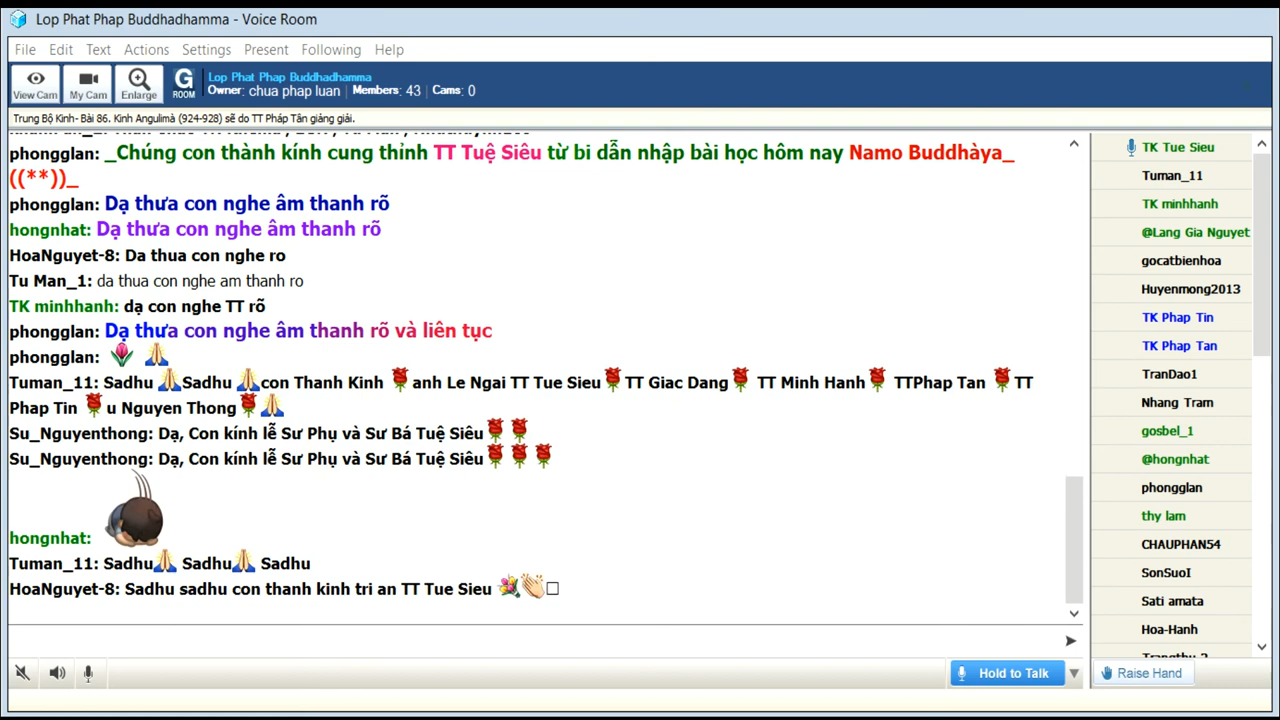 Lop Phat Phap Buddhadhamma - Voice Room
File Edit Text Actions Settings Present Following Help
View Cam My Cam Enlarge G ROOM Lop Phat Phap Buddhadhamma
Owner: chua phap luan | Members: 43 | Cams: 0
Trung Bộ Kinh- Bài 86. Kinh Angulimà (924-928) sẽ do TT Pháp Tân giảng giải.
phongglan: _Chúng con thành kính cung thỉnh TT Tuệ Siêu từ bi dẫn nhập bài học hôm nay Namo Buddhàya_
((**))_
phongglan: Dạ thưa con nghe âm thanh rõ
hongnhat: Dạ thưa con nghe âm thanh rõ
HoaNguyet-8: Da thua con nghe ro
Tu Man_1: da thua con nghe am thanh ro
TK minhhanh: dạ con nghe TT rõ
phongglan: Dạ thưa con nghe âm thanh rõ và liên tục
phongglan:
Tuman_11: Sadhu Sadhu con Thanh Kinh anh Le Ngai TT Tue Sieu TT Giac Dang TT Minh Hanh TTPhap Tan TT
Phap Tin u Nguyen Thong
Su_Nguyenthong: Dạ, Con kính lễ Sư Phụ và Sư Bá Tuệ Siêu
Su_Nguyenthong: Dạ, Con kính lễ Sư Phụ và Sư Bá Tuệ Siêu
hongnhat:
Tuman_11: Sadhu Sadhu Sadhu
HoaNguyet-8: Sadhu sadhu con thanh kinh tri an TT Tue Sieu
Hold to Talk
TK Tue Sieu
Tuman_11
TK minhhanh
@Lang Gia Nguyet
gocatbienhoa
Huyenmong2013
TK Phap Tin
TK Phap Tan
TranDao1
Nhang Tram
gosbel_1
@hongnhat
phongglan
thy lam
CHAUPHAN54
SonSuoI
Sati amata
Hoa-Hanh
Raise Hand